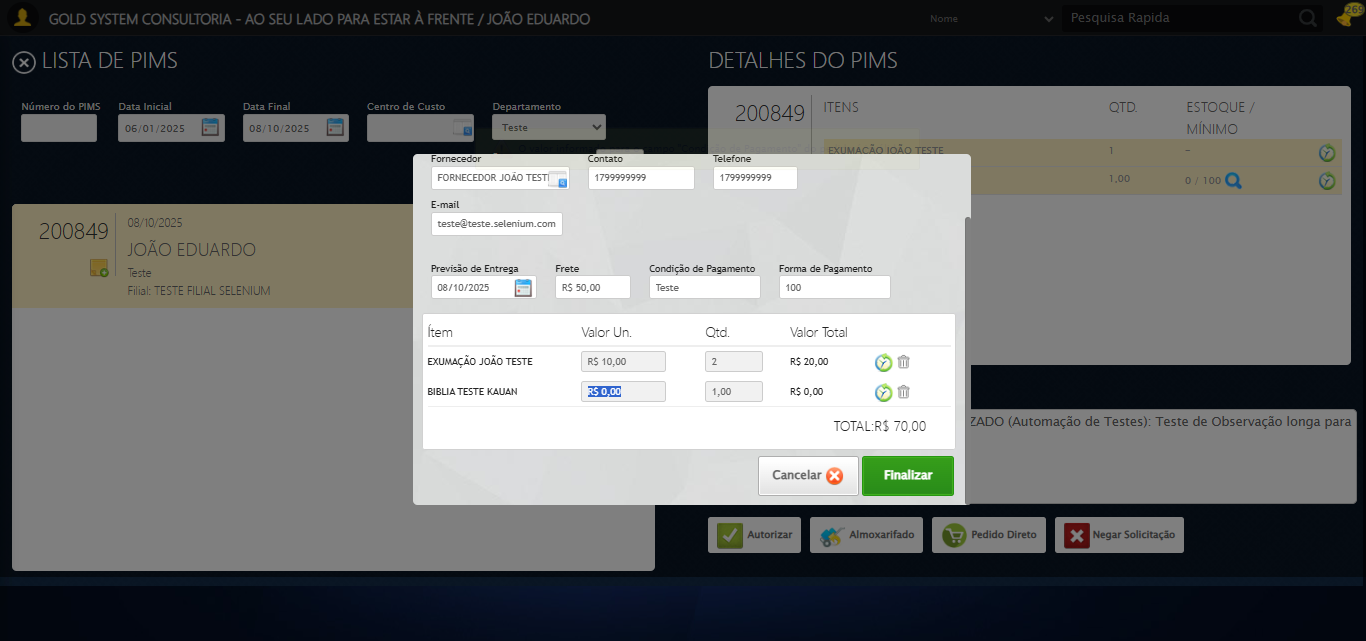 GOLD SYSTEM CONSULTORIA - AO SEU LADO PARA ESTAR À FRENTE / JOÃO EDUARDO
Nome
Pesquisa Rapida
269
LISTA DE PIMS
Número do PIMS
Data Inicial
Data Final
Centro de Custo
Departamento
06/01/2025
08/10/2025
Teste
200849
08/10/2025
JOÃO EDUARDO
Teste
Filial: TESTE FILIAL SELENIUM
DETALHES DO PIMS
200849
ITENS
QTD.
ESTOQUE /
MÍNIMO
EXUMAÇÃO JOÃO TESTE
1
-
1,00
0 / 100
Fornecedor
Contato
Telefone
FORNECEDOR JOÃO TEST
1799999999
1799999999
E-mail
teste@teste.selenium.com
Previsão de Entrega
Frete
Condição de Pagamento
Forma de Pagamento
08/10/2025
R$ 50,00
Teste
100
Ítem
Valor Un.
Qtd.
Valor Total
EXUMAÇÃO JOÃO TESTE
R$ 10,00
2
R$ 20,00
BIBLIA TESTE KAUAN
R$ 0,00
1,00
R$ 0,00
TOTAL:R$ 70,00
Cancelar
Finalizar
ZADO (Automação de Testes): Teste de Observação longa para
Autorizar
Almoxarifado
Pedido Direto
Negar Solicitação